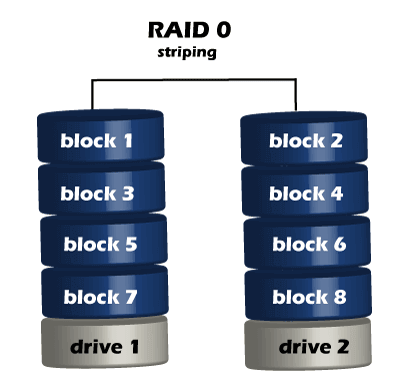 RAID 0
striping
block 1
block 2
block 3
block 4
block 5
block 6
block 7
block 8
drive 1
drive 2